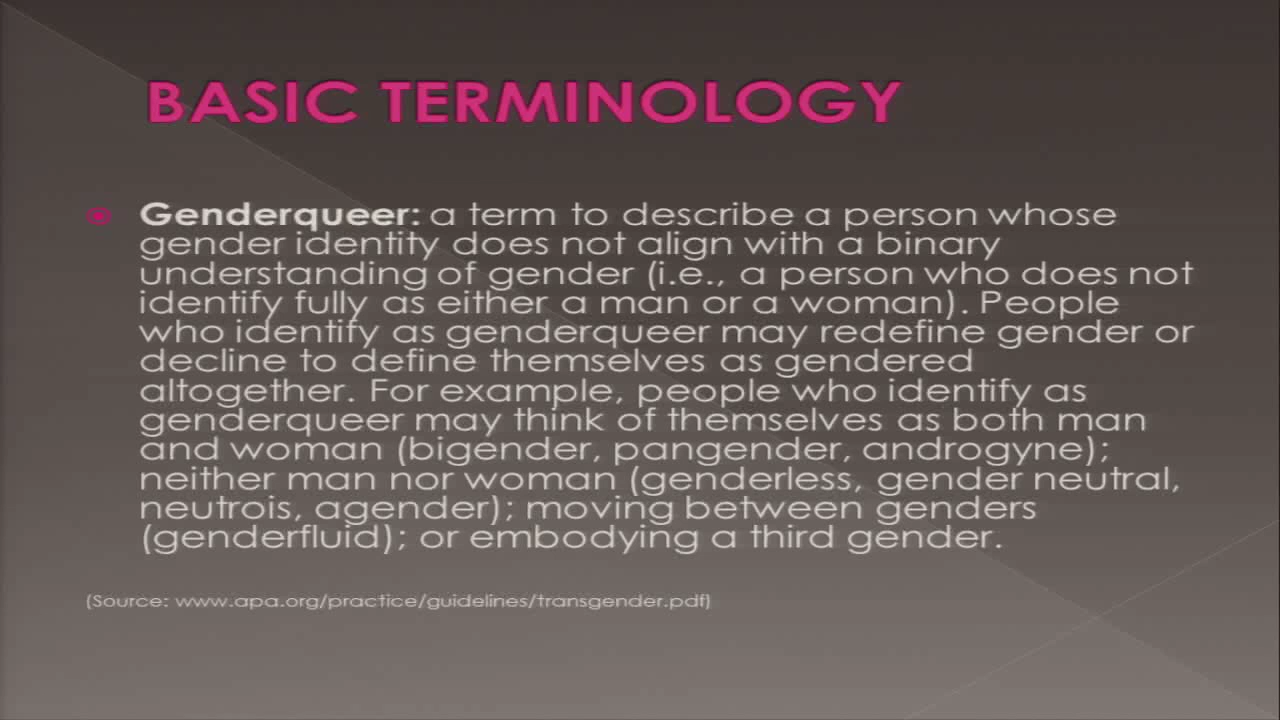 BASIC TERMINOLOGY
Genderqueer: a term to describe a person whose
gender identity does not align with a binary
understanding of gender (i.e., a person who does not
identify fully as either a man or a woman). People
who identify as genderqueer may redefine gender or
decline to define themselves as gendered
altogether. For example, people who identify as
genderqueer may think of themselves as both man
and woman (bigender, pangender, androgyne);
neither man nor woman (genderless, gender neutral,
neutrois, agender); moving between genders
(genderfluid); or embodying a third gender.
(Source: www.apa.org/practice/guidelines/transgender.pdf)